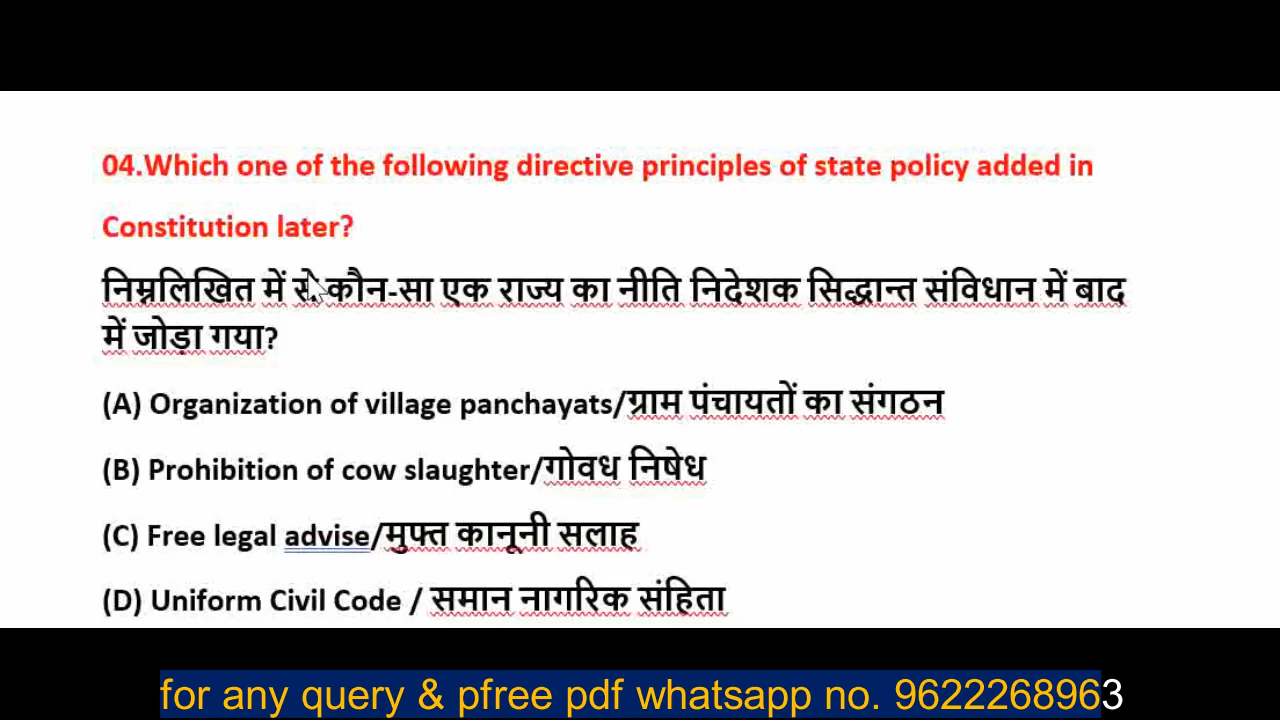 04.Which one of the following directive principles of state policy added in
Constitution later?
निम्नलिखित में से कौन-सा एक राज्य का नीति निदेशक सिद्धान्त संविधान में बाद
में जोड़ा गया?
(A) Organization of village panchayats/ग्राम पंचायतों का संगठन
(B) Prohibition of cow slaughter/गोवध निषेध
(C) Free legal advise/मुफ्त कानूनी सलाह
(D) Uniform Civil Code / समान नागरिक संहिता
for any query & pfree pdf whatsapp no. 9622268963